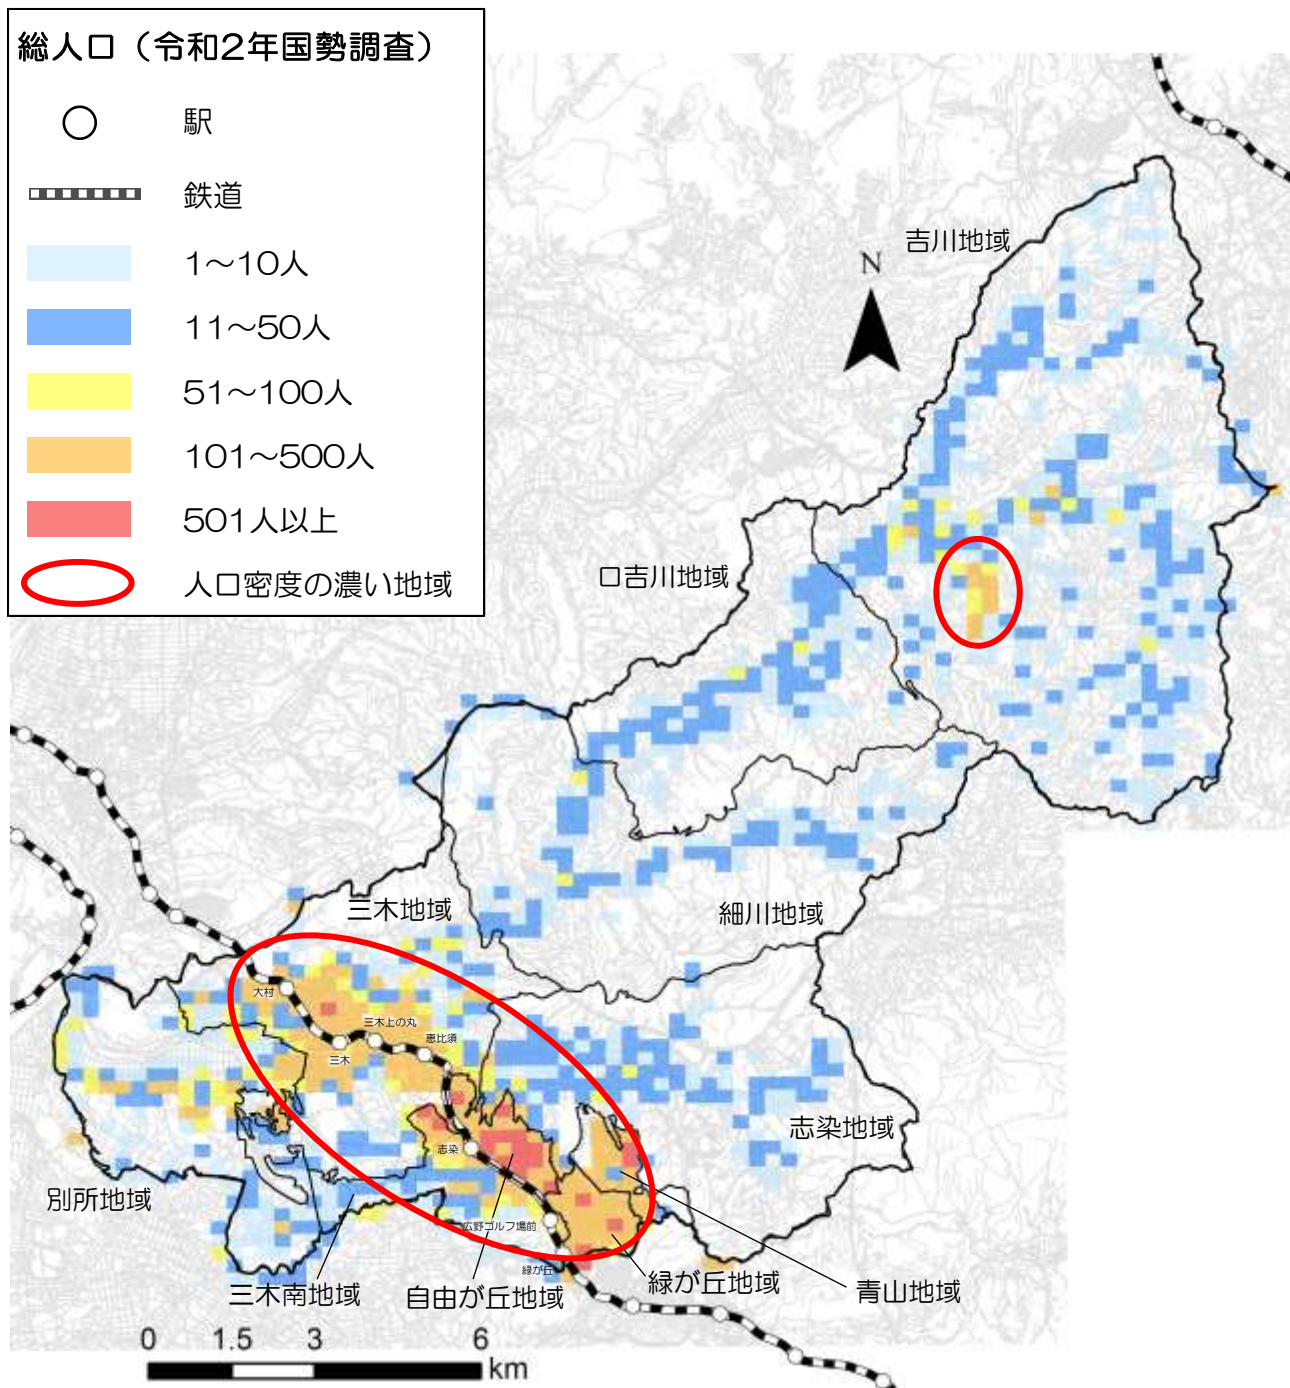 総人口（令和2年国勢調査）
駅
鉄道
1～10人
11～50人
51～100人
101～500人
501人以上
人口密度の濃い地域
吉川地域
N
口吉川地域
三木地域
細川地域
大村
三木上の丸
恵比須
三木
志染地域
志染
別所地域
広野ゴルフ場前
緑が丘
三木南地域
自由が丘地域
緑が丘地域
青山地域
0 1.5 3 6
km